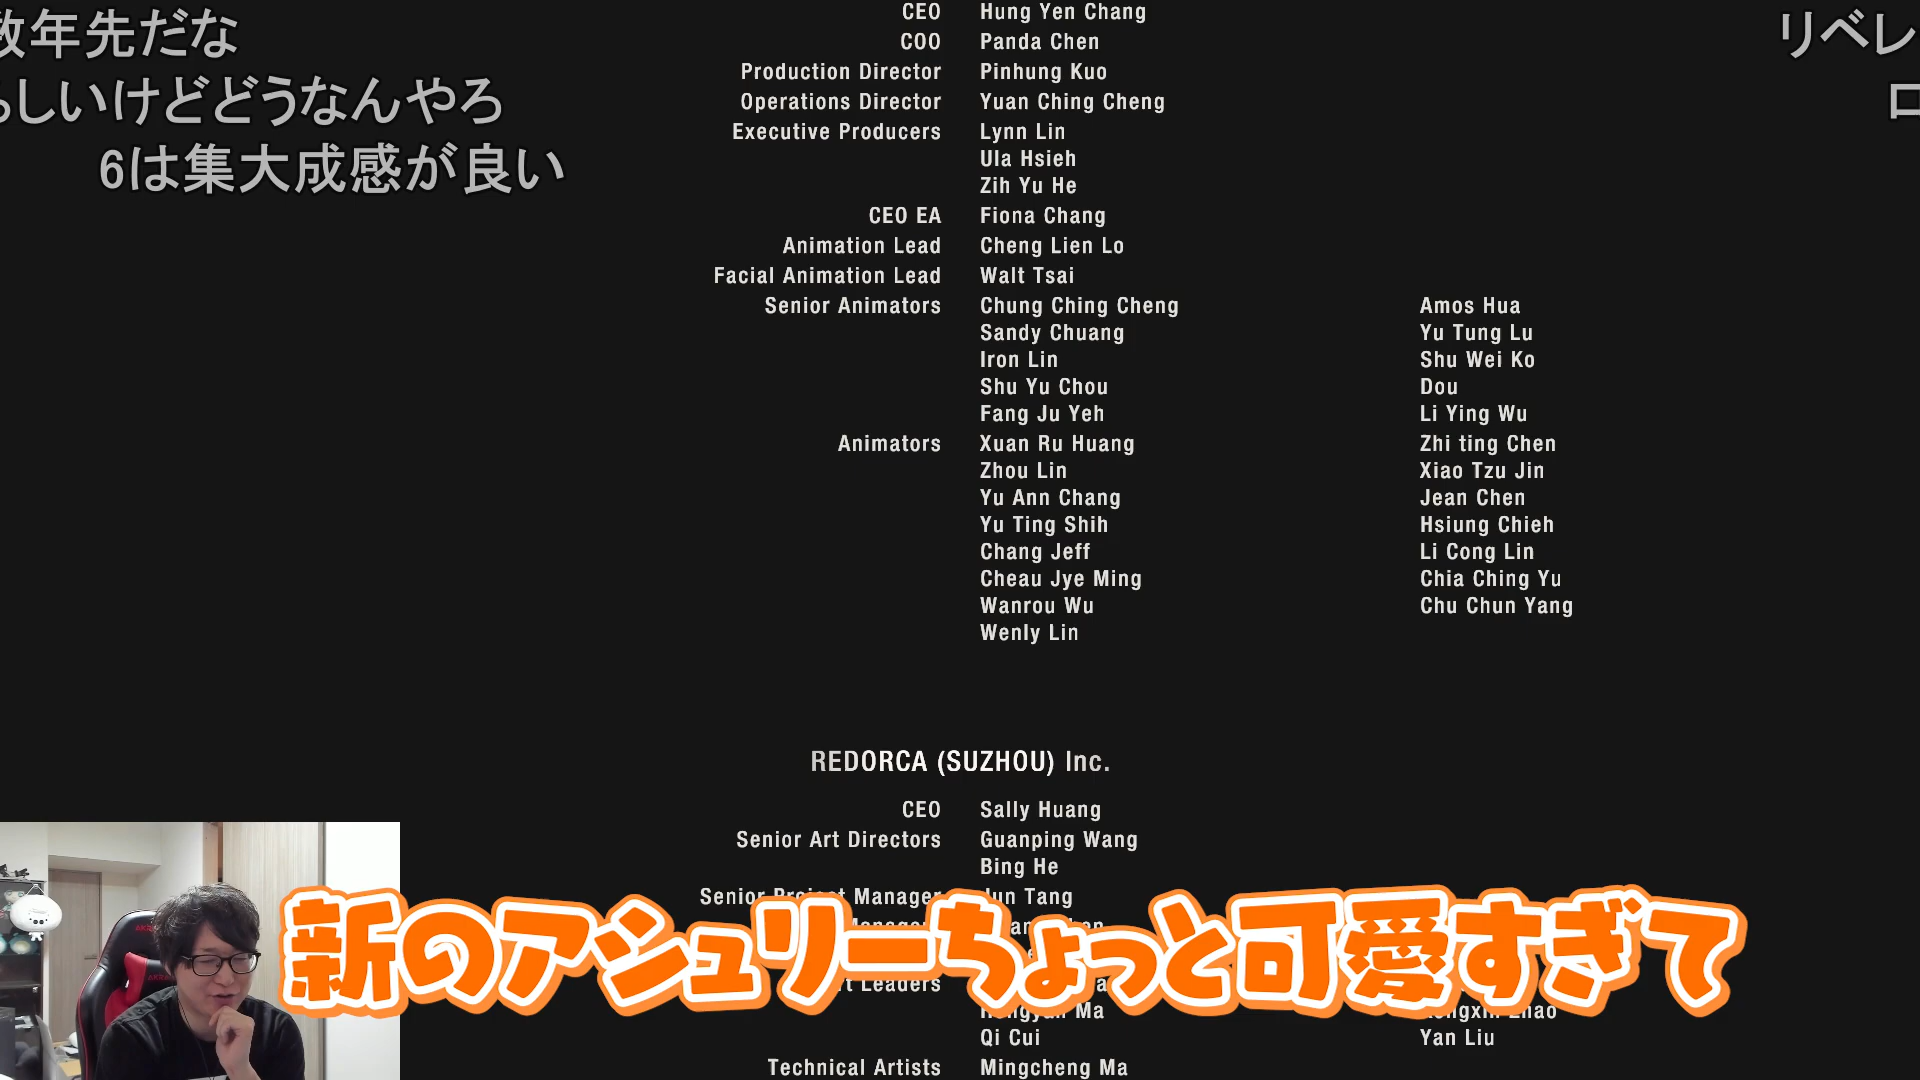 数年先だな
らしいけどどうなんやろ
6は集大成感が良い
リベレ
ロ
CEO Hung Yen Chang
COO Panda Chen
Production Director Pinhung Kuo
Operations Director Yuan Ching Cheng
Executive Producers Lynn Lin
Ula Hsieh
Zih Yu He
CEO EA Fiona Chang
Animation Lead Cheng Lien Lo
Facial Animation Lead Walt Tsai
Senior Animators Chung Ching Cheng Amos Hua
Sandy Chuang Yu Tung Lu
Iron Lin Shu Wei Ko
Shu Yu Chou Dou
Fang Ju Yeh Li Ying Wu
Animators Xuan Ru Huang Zhi ting Chen
Zhou Lin Xiao Tzu Jin
Yu Ann Chang Jean Chen
Yu Ting Shih Hsiung Chieh
Chang Jeff Li Cong Lin
Cheau Jye Ming Chia Ching Yu
Wanrou Wu Chu Chun Yang
Wenly Lin
REDORCA (SUZHOU) Inc.
CEO Sally Huang
Senior Art Directors Guanping Wang
Bing He
Senior Project Manager Jun Tang
新のアシュリーちょっと可愛すぎて
Leaders
Ma
Qi Cui Yan Liu
Technical Artists Mingcheng Ma